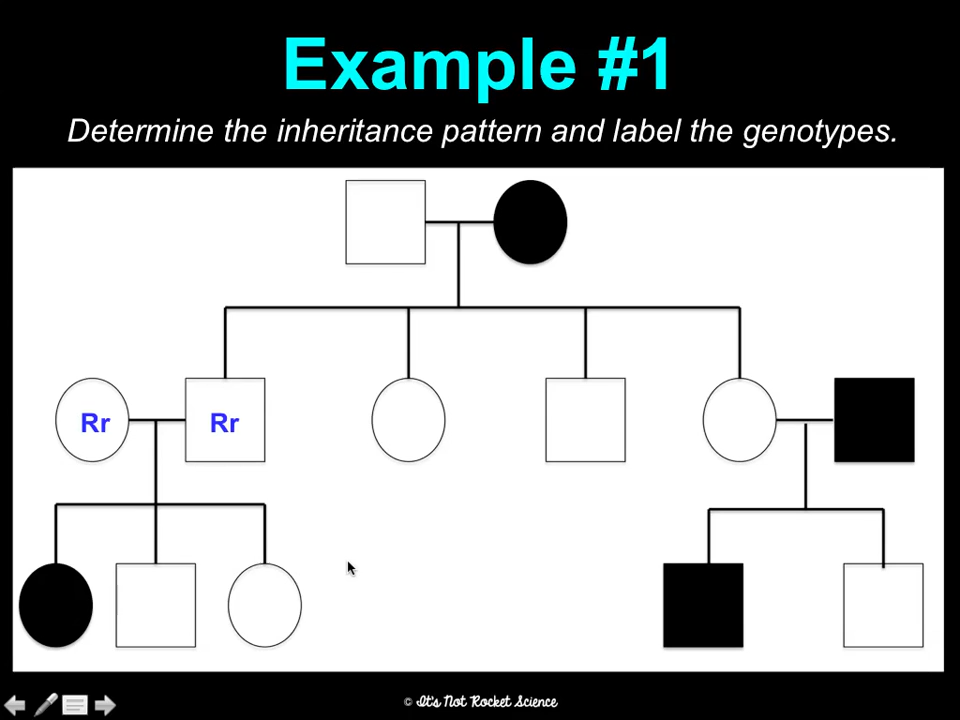 Example #1
Determine the inheritance pattern and label the genotypes.
Rr
Rr
© It's Not Rocket Science